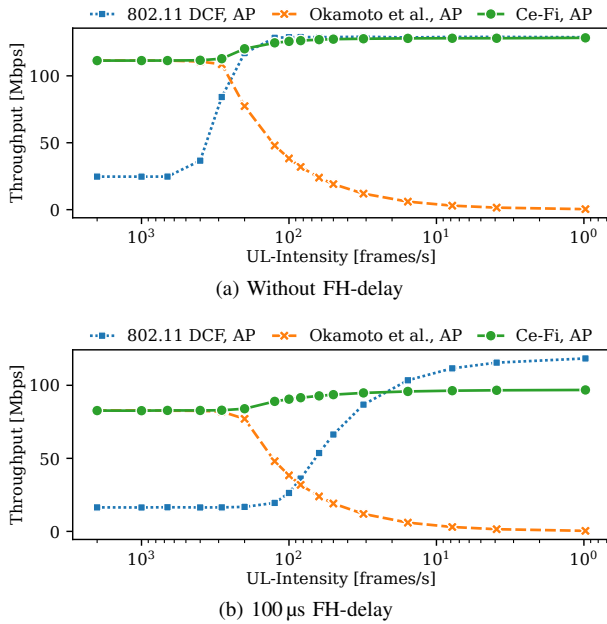 802.11 DCF, AP Okamoto et al., AP Ce-Fi, AP
Throughput [Mbps]
100
50
0
10³ 10² 10¹ 10⁰
UL-Intensity [frames/s]
(a) Without FH-delay
802.11 DCF, AP Okamoto et al., AP Ce-Fi, AP
Throughput [Mbps]
100
50
0
10³ 10² 10¹ 10⁰
UL-Intensity [frames/s]
(b) 100 µs FH-delay